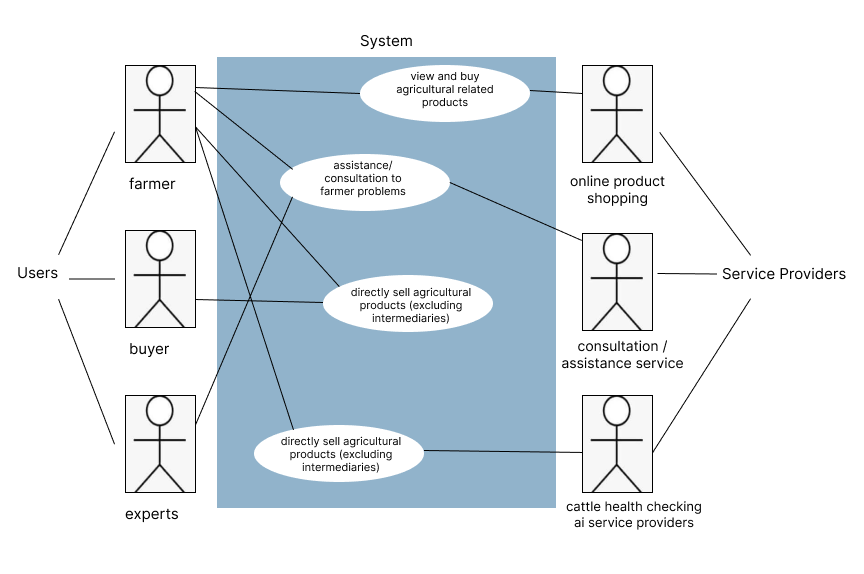 System
view and buy
agricultural related
products
farmer
online product
shopping
assistance/
consultation to
farmer problems
Users
Service Providers
directly sell agricultural
products (excluding
intermediaries)
buyer
consultation /
assistance service
directly sell agricultural
products (excluding
intermediaries)
experts
cattle health checking
ai service providers